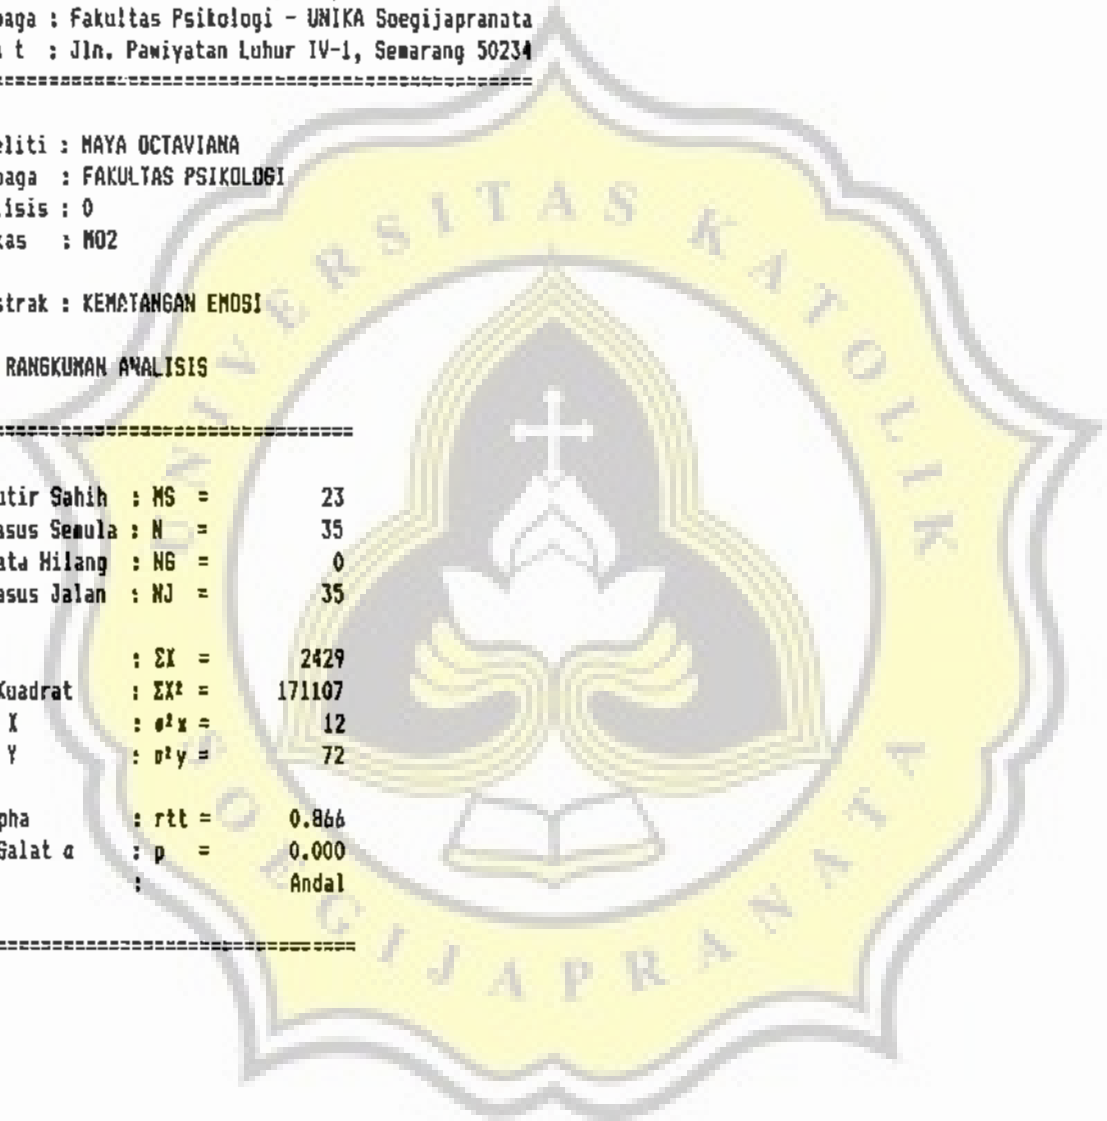 baga : Fakultas Psikologi - UNIKA Soegijapranata
a t : Jln. Pawiyatan Luhur IV-1, Semarang 50234
eliti : MAYA OCTAVIANA
baga : FAKULTAS PSIKOLOGI
lisis : 0
kas : MO2
strak : KEMATANGAN EMOSI
RANGKUMAN ANALISIS
utir Sahih : MS = 23
asus Semula : N = 35
ata Hilang : NG = 0
asus Jalan : NJ = 35
: ΣX = 2429
Kuadrat : ΣX² = 171107
X : σ²x = 12
Y : σ²y = 72
pha : rtt = 0.866
Galat α : p = 0.000
: Andal
UNIVERSITAS KATOLIK
SOEGIJAPRANATA